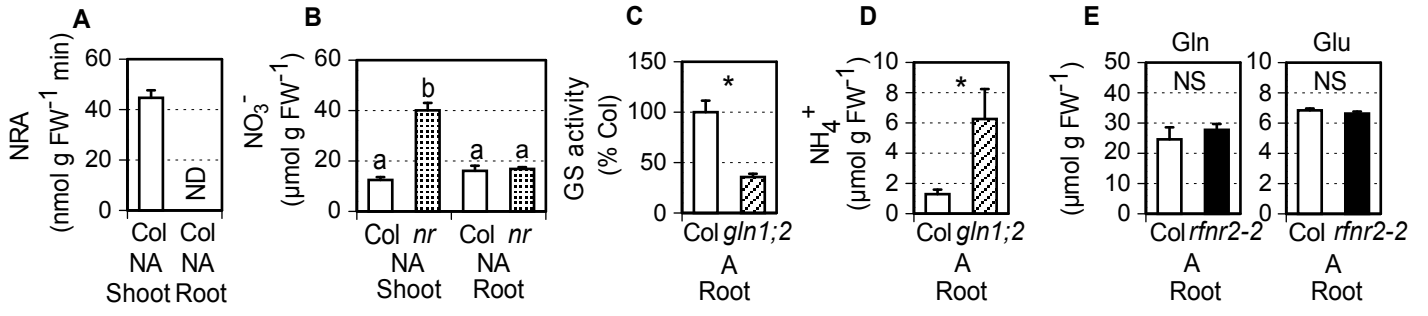 A
NRA
(nmol g FW⁻¹ min)
60
40
20
0
ND
Col Col
NA NA
Shoot Root
B
NO₃⁻
(µmol g FW⁻¹)
60
40
20
0
a
b
a
a
Col nr Col nr
NA NA
Shoot Root
C
GS activity
(% Col)
150
100
50
0
*
Col gln1;2
A
Root
D
NH₄⁺
(µmol g FW⁻¹)
10
8
6
4
2
0
*
Col gln1;2
A
Root
E
Gln
(µmol g FW⁻¹)
50
40
30
20
10
0
NS
Col rfnr2-2
A
Root
Glu
10
8
6
4
2
0
NS
Col rfnr2-2
A
Root